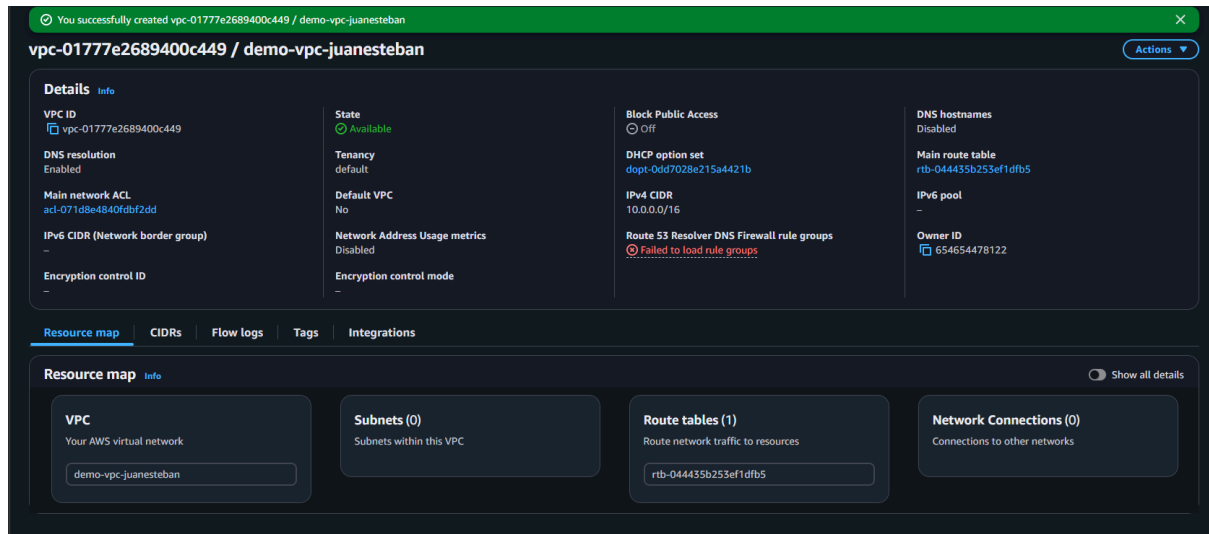 You successfully created vpc-01777e2689400c449 / demo-vpc-juanesteban
vpc-01777e2689400c449 / demo-vpc-juanesteban
Actions
Details Info
VPC ID
vpc-01777e2689400c449
State
Available
Block Public Access
Off
DNS hostnames
Disabled
DNS resolution
Enabled
Tenancy
default
DHCP option set
dopt-0dd7028e215a4421b
Main route table
rtb-044435b253ef1dfb5
Main network ACL
acl-071d8e4840fdbf2dd
Default VPC
No
IPv4 CIDR
10.0.0.0/16
IPv6 pool
–
IPv6 CIDR (Network border group)
–
Network Address Usage metrics
Disabled
Route 53 Resolver DNS Firewall rule groups
Failed to load rule groups
Owner ID
654654478122
Encryption control ID
–
Encryption control mode
–
Resource map
CIDRs
Flow logs
Tags
Integrations
Resource map Info
Show all details
VPC
Your AWS virtual network
demo-vpc-juanesteban
Subnets (0)
Subnets within this VPC
Route tables (1)
Route network traffic to resources
rtb-044435b253ef1dfb5
Network Connections (0)
Connections to other networks